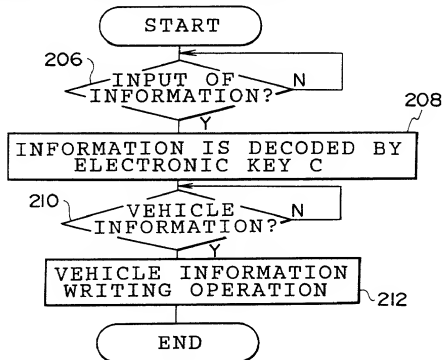 START
206
INPUT OF
INFORMATION?
N
Y
208
INFORMATION IS DECODED BY
ELECTRONIC KEY C
210
VEHICLE
INFORMATION?
N
Y
VEHICLE INFORMATION
WRITING OPERATION
212
END